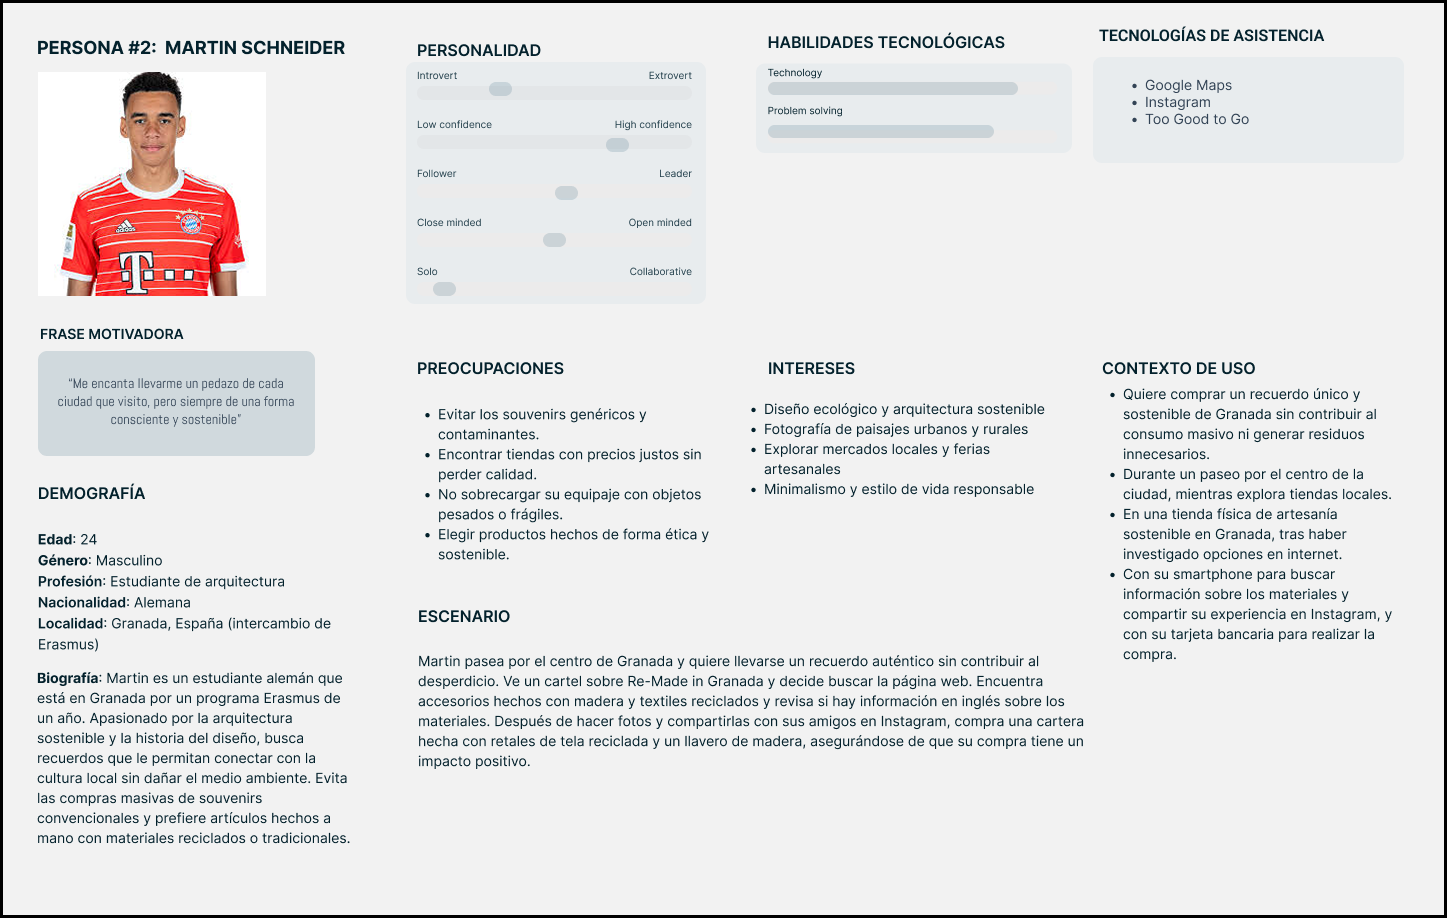 PERSONA #2: MARTIN SCHNEIDER
adidas
T
FRASE MOTIVADORA
"Me encanta llevarme un pedazo de cada
ciudad que visito, pero siempre de una forma
consciente y sostenible"
DEMOGRAFÍA
Edad: 24
Género: Masculino
Profesión: Estudiante de arquitectura
Nacionalidad: Alemana
Localidad: Granada, España (intercambio de
Erasmus)
Biografía: Martin es un estudiante alemán que
está en Granada por un programa Erasmus de
un año. Apasionado por la arquitectura
sostenible y la historia del diseño, busca
recuerdos que le permitan conectar con la
cultura local sin dañar el medio ambiente. Evita
las compras masivas de souvenirs
convencionales y prefiere artículos hechos a
mano con materiales reciclados o tradicionales.
PERSONALIDAD
Introvert Extrovert
Low confidence High confidence
Follower Leader
Close minded Open minded
Solo Collaborative
HABILIDADES TECNOLÓGICAS
Technology
Problem solving
TECNOLOGÍAS DE ASISTENCIA
• Google Maps
• Instagram
• Too Good to Go
PREOCUPACIONES
• Evitar los souvenirs genéricos y
contaminantes.
• Encontrar tiendas con precios justos sin
perder calidad.
• No sobrecargar su equipaje con objetos
pesados o frágiles.
• Elegir productos hechos de forma ética y
sostenible.
INTERESES
• Diseño ecológico y arquitectura sostenible
• Fotografía de paisajes urbanos y rurales
• Explorar mercados locales y ferias
artesanales
• Minimalismo y estilo de vida responsable
CONTEXTO DE USO
• Quiere comprar un recuerdo único y
sostenible de Granada sin contribuir al
consumo masivo ni generar residuos
innecesarios.
• Durante un paseo por el centro de la
ciudad, mientras explora tiendas locales.
• En una tienda física de artesanía
sostenible en Granada, tras haber
investigado opciones en internet.
• Con su smartphone para buscar
información sobre los materiales y
compartir su experiencia en Instagram, y
con su tarjeta bancaria para realizar la
compra.
ESCENARIO
Martin pasea por el centro de Granada y quiere llevarse un recuerdo auténtico sin contribuir al
desperdicio. Ve un cartel sobre Re-Made in Granada y decide buscar la página web. Encuentra
accesorios hechos con madera y textiles reciclados y revisa si hay información en inglés sobre los
materiales. Después de hacer fotos y compartirlas con sus amigos en Instagram, compra una cartera
hecha con retales de tela reciclada y un llavero de madera, asegurándose de que su compra tiene un
impacto positivo.